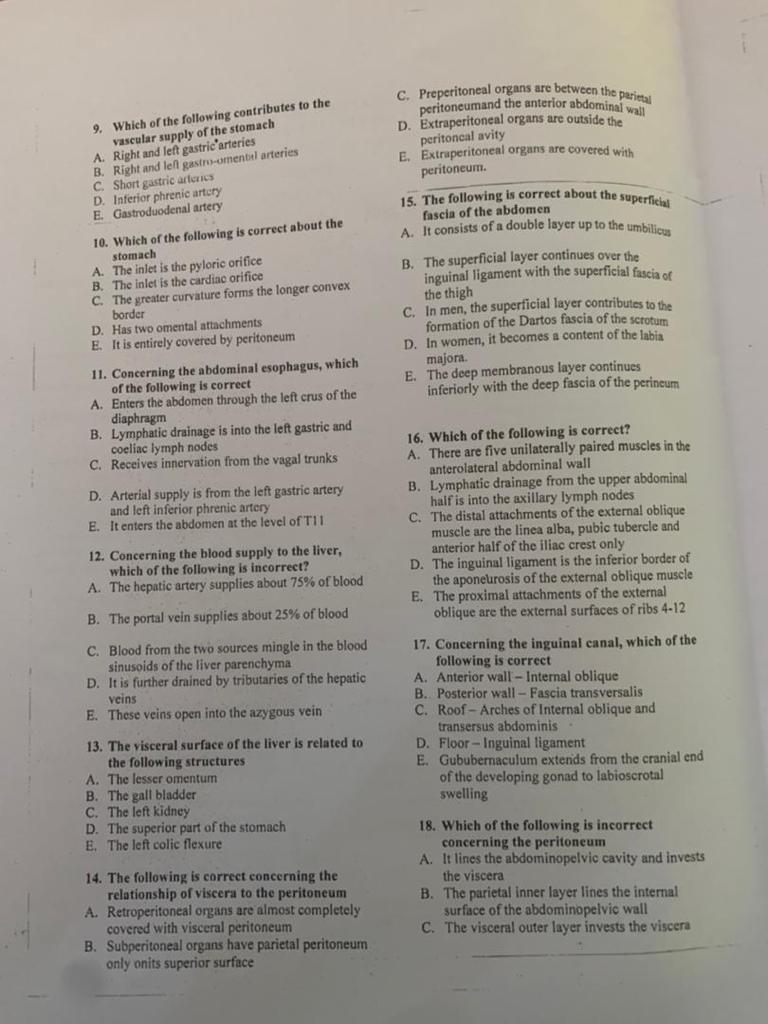 9. Which of the following contributes to the
vascular supply of the stomach
A. Right and left gastric arteries
B. Right and left gastro-omental arteries
C. Short gastric arteries
D. Inferior phrenic artery
E. Gastroduodenal artery
10. Which of the following is correct about the
stomach
A. The inlet is the pyloric orifice
B. The inlet is the cardiac orifice
C. The greater curvature forms the longer convex
border
D. Has two omental attachments
E. It is entirely covered by peritoneum
11. Concerning the abdominal esophagus, which
of the following is correct
A. Enters the abdomen through the left crus of the
diaphragm
B. Lymphatic drainage is into the left gastric and
coeliac lymph nodes
C. Receives innervation from the vagal trunks
D. Arterial supply is from the left gastric artery
and left inferior phrenic artery
E. It enters the abdomen at the level of T11
12. Concerning the blood supply to the liver,
which of the following is incorrect?
A. The hepatic artery supplies about 75% of blood
B. The portal vein supplies about 25% of blood
C. Blood from the two sources mingle in the blood
sinusoids of the liver parenchyma
D. It is further drained by tributaries of the hepatic
veins
E. These veins open into the azygous vein
13. The visceral surface of the liver is related to
the following structures
A. The lesser omentum
B. The gall bladder
C. The left kidney
D. The superior part of the stomach
E. The left colic flexure
14. The following is correct concerning the
relationship of viscera to the peritoneum
A. Retroperitoneal organs are almost completely
covered with visceral peritoneum
B. Subperitoneal organs have parietal peritoneum
only onits superior surface
C. Preperitoneal organs are between the parietal
peritoneumand the anterior abdominal wall
D. Extraperitoneal organs are outside the
peritoneal avity
E. Extraperitoneal organs are covered with
peritoneum.
15. The following is correct about the superficial
fascia of the abdomen
A. It consists of a double layer up to the umbilicus
B. The superficial layer continues over the
inguinal ligament with the superficial fascia of
the thigh
C. In men, the superficial layer contributes to the
formation of the Dartos fascia of the scrotum
D. In women, it becomes a content of the labia
majora.
E. The deep membranous layer continues
inferiorly with the deep fascia of the perineum
16. Which of the following is correct?
A. There are five unilaterally paired muscles in the
anterolateral abdominal wall
B. Lymphatic drainage from the upper abdominal
half is into the axillary lymph nodes
C. The distal attachments of the external oblique
muscle are the linea alba, pubic tubercle and
anterior half of the iliac crest only
D. The inguinal ligament is the inferior border of
the aponeurosis of the external oblique muscle
E. The proximal attachments of the external
oblique are the external surfaces of ribs 4-12
17. Concerning the inguinal canal, which of the
following is correct
A. Anterior wall – Internal oblique
B. Posterior wall – Fascia transversalis
C. Roof – Arches of Internal oblique and
transersus abdominis
D. Floor – Inguinal ligament
E. Gububernaculum extends from the cranial end
of the developing gonad to labioscrotal
swelling
18. Which of the following is incorrect
concerning the peritoneum
A. It lines the abdominopelvic cavity and invests
the viscera
B. The parietal inner layer lines the internal
surface of the abdominopelvic wall
C. The visceral outer layer invests the viscera